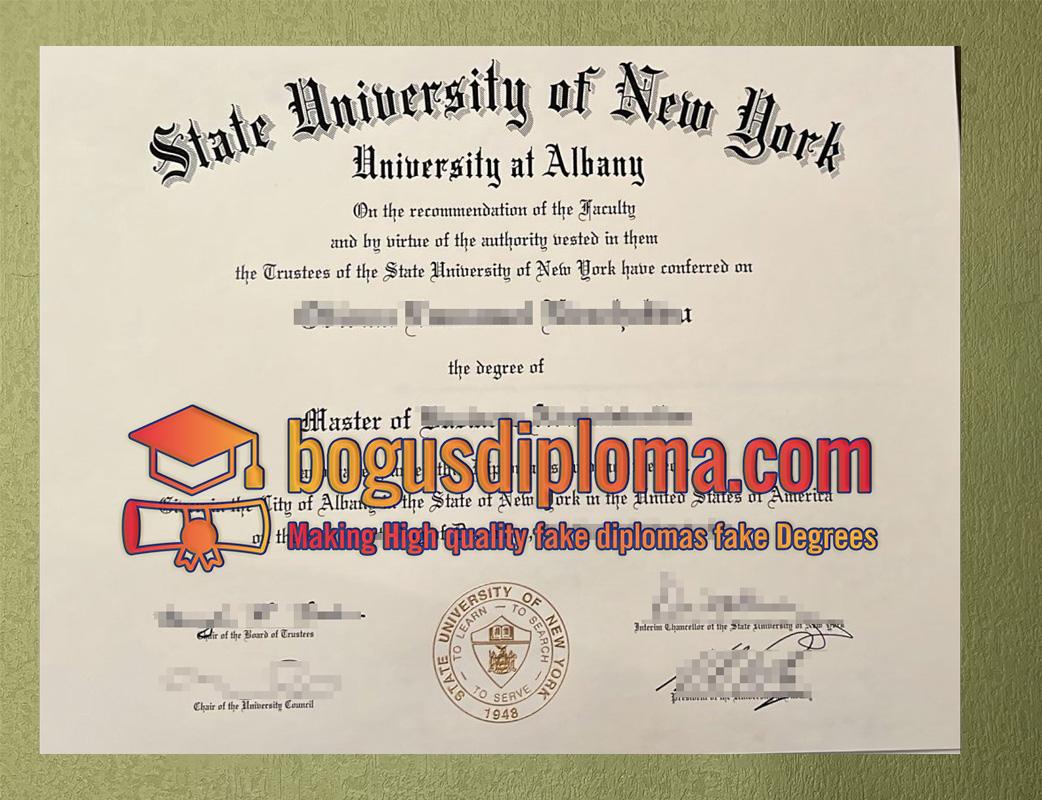 State University of New York
University at Albany
On the recommendation of the Faculty
and by virtue of the authority vested in them
the Trustees of the State University of New York have conferred on
the degree of
Master of
bogusdiploma.com
City of Albany the State of New York in the United States of America
Making High quality fake diplomas fake Degrees
Chair of the Board of Trustees
Interim Chancellor of the State University of New York
Chair of the University Council
President of the University
STATE UNIVERSITY OF NEW YORK
TO LEARN — TO SEARCH — TO SERVE
1948